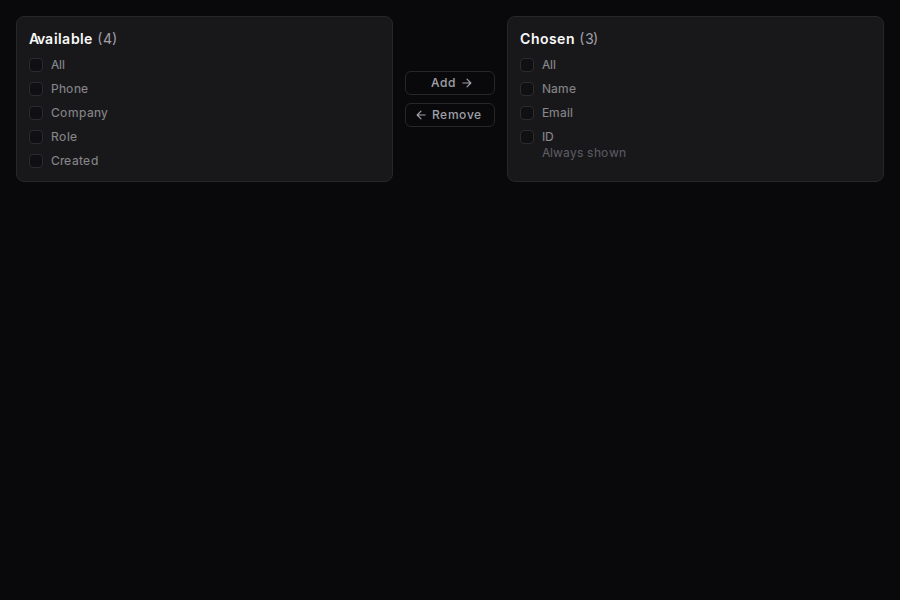 Available (4)
All
Phone
Company
Role
Created
Add →
← Remove
Chosen (3)
All
Name
Email
ID
Always shown